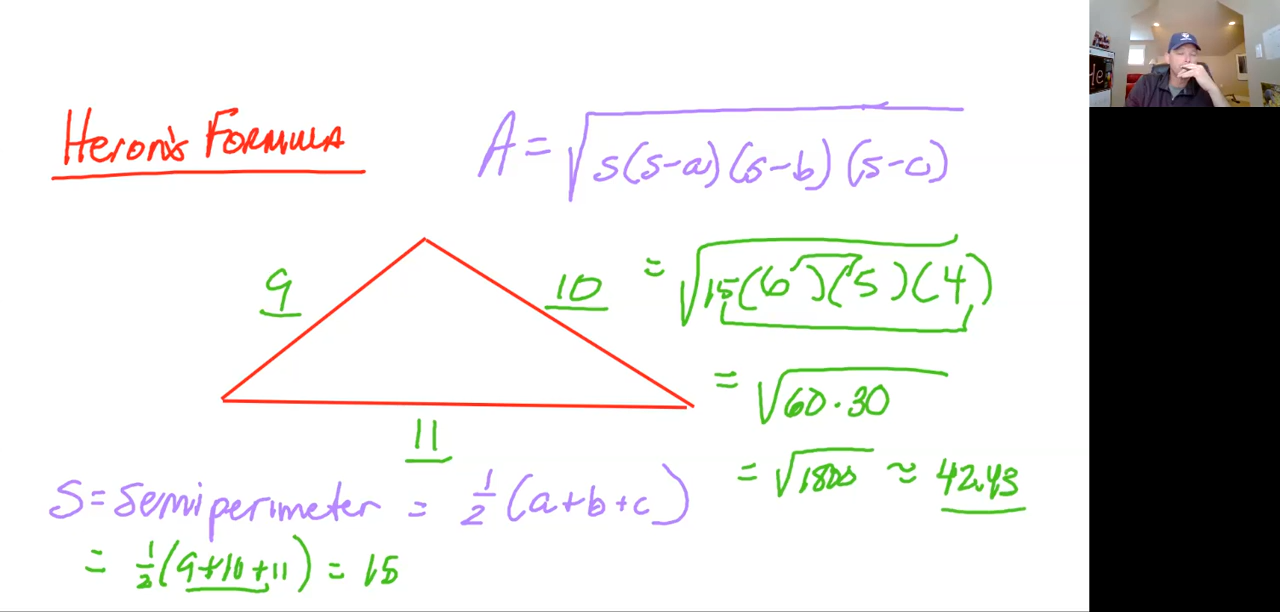 Heron's FORMULA
A = √s(s-a)(s-b)(s-c)
9
10
= √15(6)(5)(4)
= √60·30
11
= √1800 ≈ 42.43
S = semiperimeter = 1/2 (a+b+c)
= 1/2 (9+10+11) = 15
He